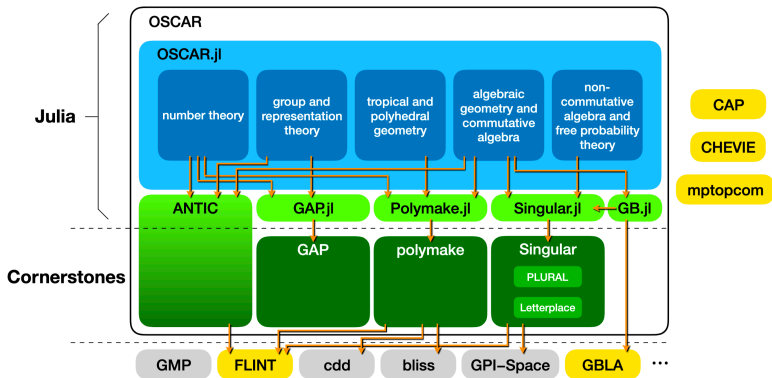 OSCAR
OSCAR.jl
Julia
number theory
group and
representation
theory
tropical and
polyhedral
geometry
algebraic
geometry and
commutative
algebra
non-
commutative
algebra and
free probability
theory
CAP
CHEVIE
mptopcom
ANTIC
GAP.jl
Polymake.jl
Singular.jl
GB.jl
Cornerstones
GAP
polymake
Singular
PLURAL
Letterplace
GMP
FLINT
cdd
bliss
GPI-Space
GBLA
...